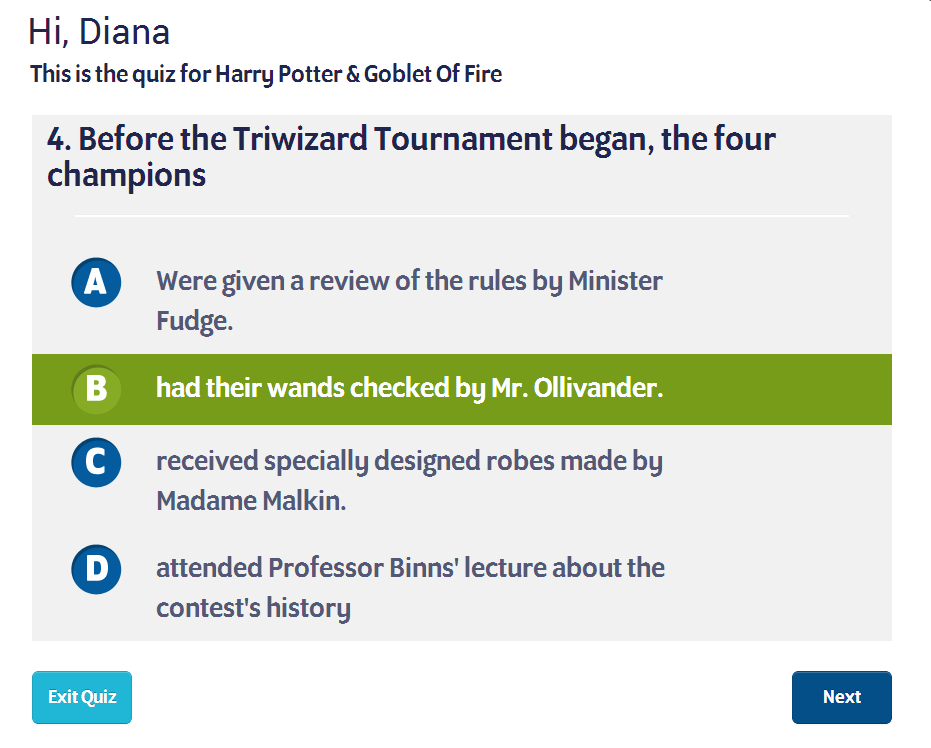 Hi, Diana
This is the quiz for Harry Potter & Goblet Of Fire
4. Before the Triwizard Tournament began, the four
champions
A Were given a review of the rules by Minister
Fudge.
B had their wands checked by Mr. Ollivander.
C received specially designed robes made by
Madame Malkin.
D attended Professor Binns' lecture about the
contest's history
Exit Quiz Next